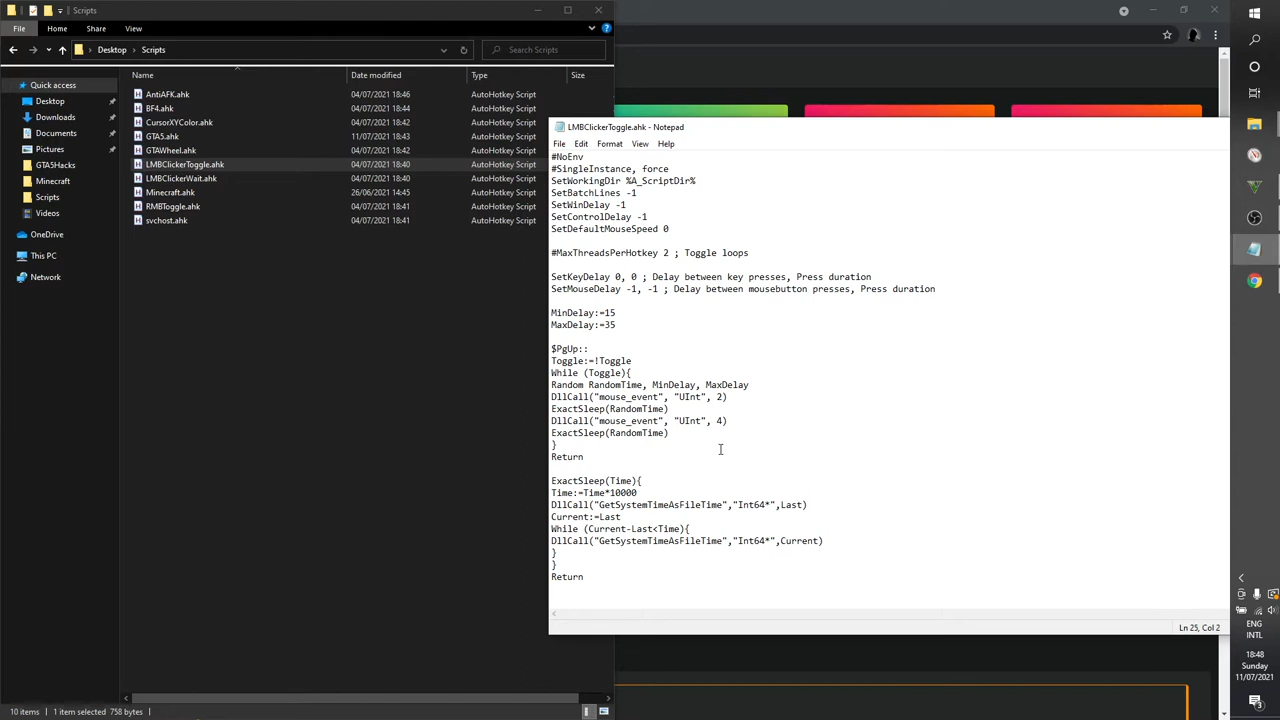 Scripts
File
Home
Share
View
Desktop
Scripts
Search Scripts
Name
Date modified
Type
Size
Quick access
Desktop
Downloads
Documents
Pictures
GTA5Hacks
Minecraft
Scripts
Videos
OneDrive
This PC
Network
AntiAFK.ahk 04/07/2021 18:46 AutoHotkey Script
BF4.ahk 04/07/2021 18:44 AutoHotkey Script
CursorXYColor.ahk 04/07/2021 18:42 AutoHotkey Script
GTA5.ahk 11/07/2021 18:43 AutoHotkey Script
GTAWheel.ahk 04/07/2021 18:42 AutoHotkey Script
LMBClickerToggle.ahk 04/07/2021 18:40 AutoHotkey Script
LMBClickerWait.ahk 04/07/2021 18:40 AutoHotkey Script
Minecraft.ahk 26/06/2021 14:45 AutoHotkey Script
RMBToggle.ahk 04/07/2021 18:41 AutoHotkey Script
svchost.ahk 04/07/2021 18:41 AutoHotkey Script
10 items
1 item selected 758 bytes
LMBClickerToggle.ahk - Notepad
File Edit Format View Help
#NoEnv
#SingleInstance, force
SetWorkingDir %A_ScriptDir%
SetBatchLines -1
SetWinDelay -1
SetControlDelay -1
SetDefaultMouseSpeed 0
#MaxThreadsPerHotkey 2 ; Toggle loops
SetKeyDelay 0, 0 ; Delay between key presses, Press duration
SetMouseDelay -1, -1 ; Delay between mousebutton presses, Press duration
MinDelay:=15
MaxDelay:=35
$PgUp::
Toggle:=!Toggle
While (Toggle){
Random RandomTime, MinDelay, MaxDelay
DllCall("mouse_event", "UInt", 2)
ExactSleep(RandomTime)
DllCall("mouse_event", "UInt", 4)
ExactSleep(RandomTime)
}
Return
ExactSleep(Time){
Time:=Time*10000
DllCall("GetSystemTimeAsFileTime","Int64*",Last)
Current:=Last
While (Current-Last<Time){
DllCall("GetSystemTimeAsFileTime","Int64*",Current)
}
}
Return
Ln 25, Col 2
ENG
INTL
18:48
Sunday
11/07/2021
3